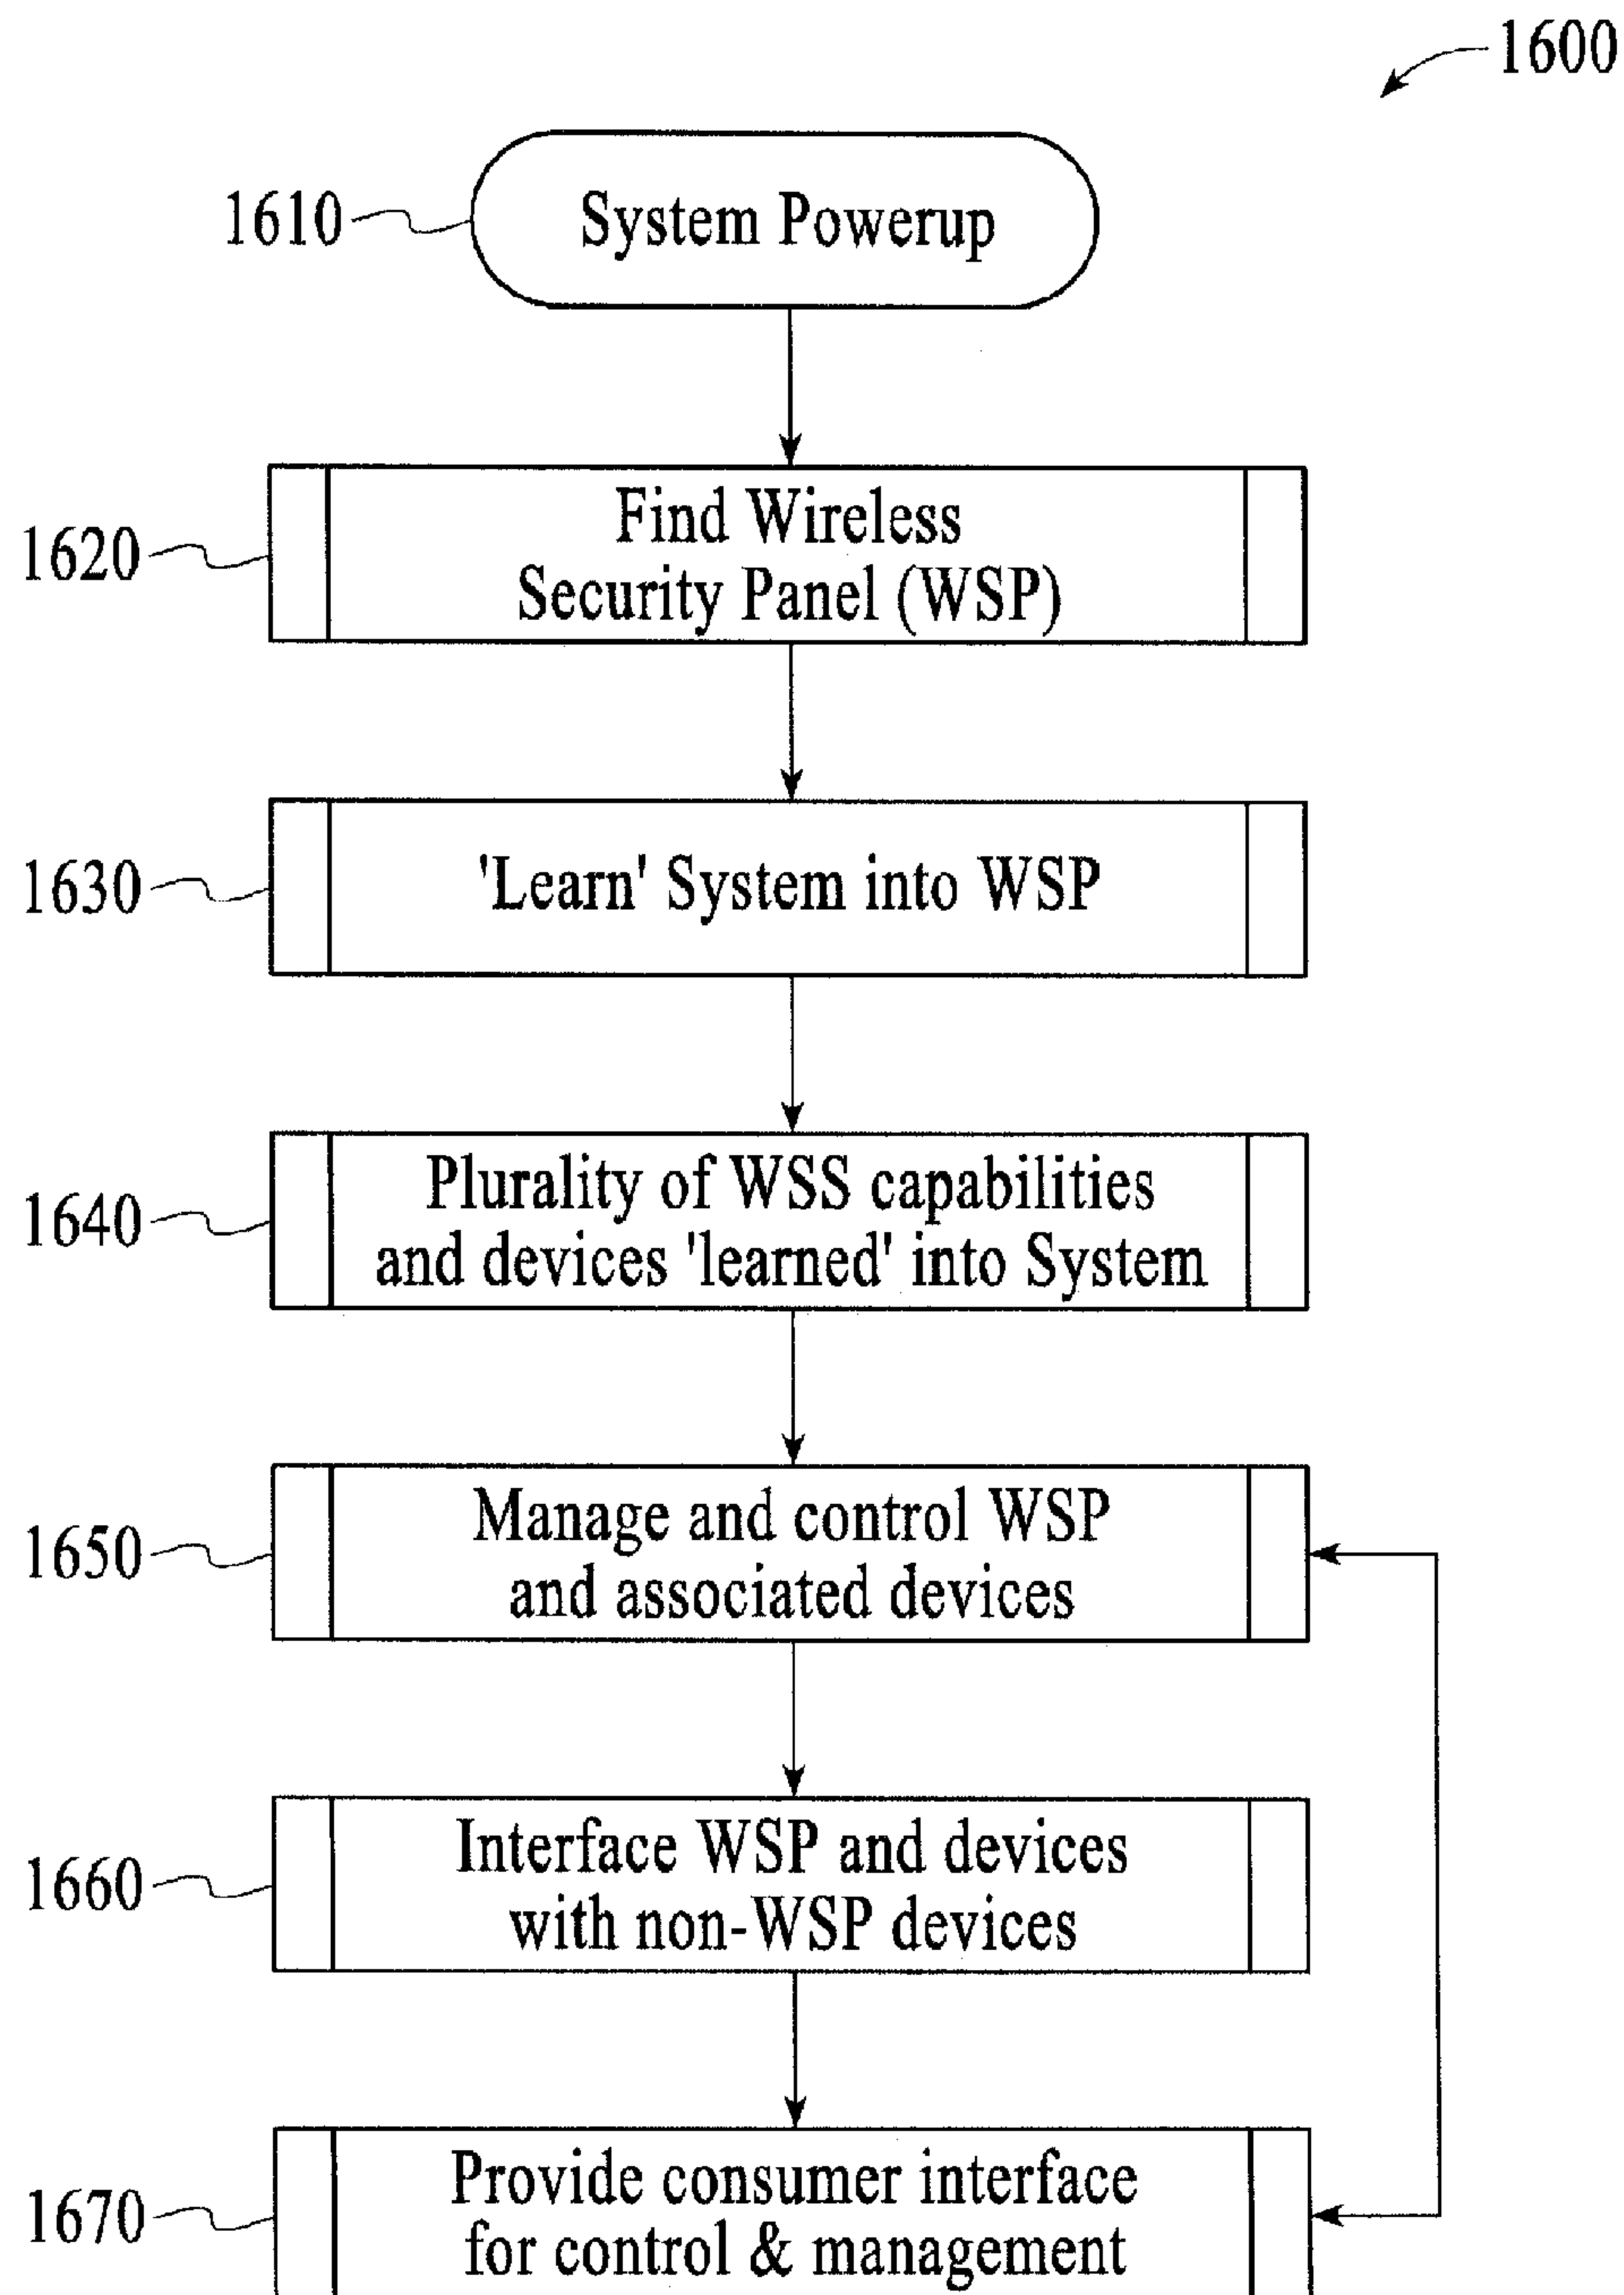 1600
1610
System Powerup
1620
Find Wireless
Security Panel (WSP)
1630
'Learn' System into WSP
1640
Plurality of WSS capabilities
and devices 'learned' into System
1650
Manage and control WSP
and associated devices
1660
Interface WSP and devices
with non-WSP devices
1670
Provide consumer interface
for control & management